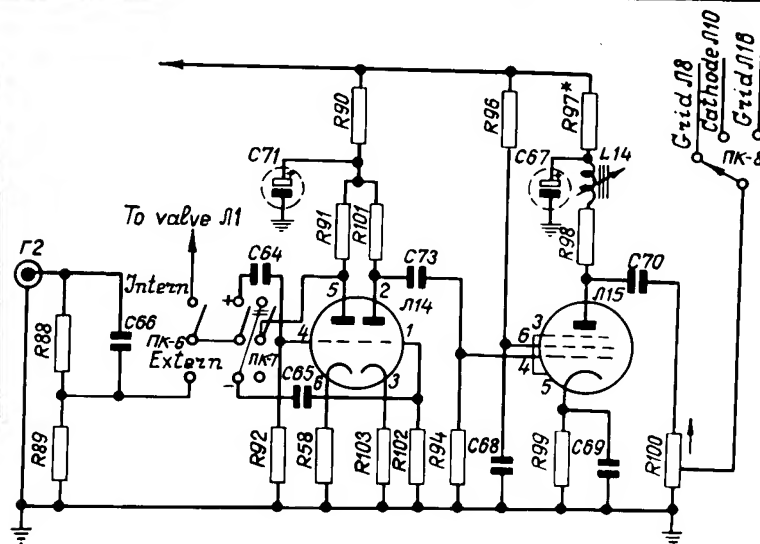 Grid Л8
Cathode Л10
Grid Л1в
ПК-8
R90
R96
R97*
C71
C67
L14
R91
R101
R98
To valve Л1
Г2
C64
C73
C70
Intern
+
5
2
Л14
Л15
R88
C66
ПК-6
ПК-7
4
1
3
6
4
5
Extern
-
C65
6
3
R89
R92
R58
R103
R102
R94
C68
R99
C69
R100